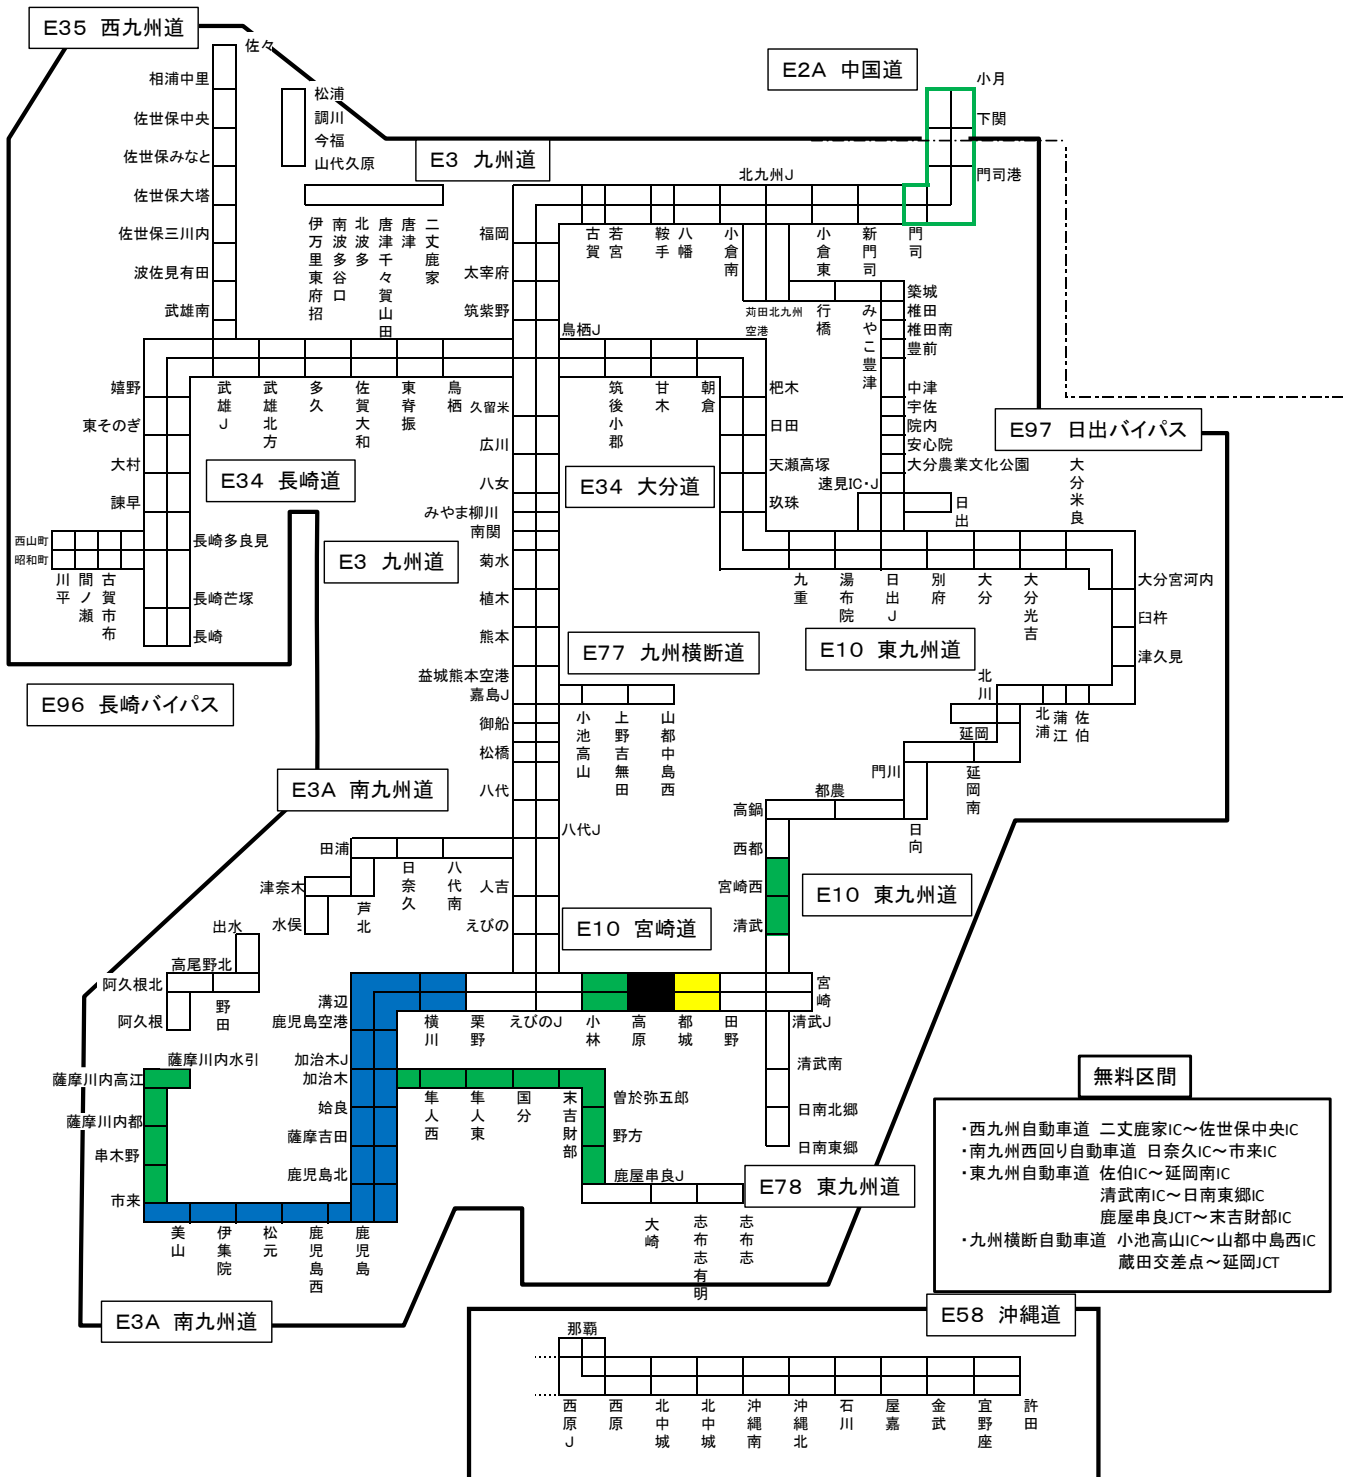 E35 西九州道
佐々
相浦中里
佐世保中央
佐世保みなと
佐世保大塔
佐世保三川内
波佐見有田
武雄南
松浦
調川
今福
山代久原
E3 九州道
E2A 中国道
小月
下関
門司港
北九州J
伊万里東府招
南波多谷口
北波多
唐津千々賀山田
唐津
二丈鹿家
福岡
太宰府
筑紫野
鳥栖J
古賀
若宮
鞍手
八幡
小倉南
小倉東
新門司
門司
苅田北九州
空港
行橋
みやこ豊津
築城
椎田
椎田南
豊前
中津
宇佐
院内
安心院
大分農業文化公園
速見IC・J
日出
大分米良
E97 日出バイパス
嬉野
東そのぎ
大村
諫早
武雄J
武雄北方
多久
佐賀大和
東脊振
鳥栖
久留米
広川
八女
みやま柳川
南関
菊水
植木
熊本
益城熊本空港
嘉島J
御船
松橋
八代
筑後小郡
甘木
朝倉
杷木
日田
天瀬高塚
玖珠
E34 長崎道
E34 大分道
E3 九州道
西山町
昭和町
川平
間ノ瀬
古賀市布
長崎多良見
長崎芒塚
長崎
E96 長崎バイパス
九重
湯布院
日出J
別府
大分
大分光吉
大分宮河内
臼杵
津久見
E77 九州横断道
E10 東九州道
小池高山
上野吉無田
山都中島西
北川
北浦
蒲江
佐伯
延岡
延岡南
門川
日向
都農
高鍋
西都
宮崎西
清武
E10 東九州道
E3A 南九州道
八代J
田浦
日奈久
八代南
津奈木
水俣
芦北
人吉
えびの
出水
高尾野北
阿久根北
阿久根
野田
E10 宮崎道
溝辺
鹿児島空港
横川
栗野
えびのJ
小林
高原
都城
田野
宮崎
清武J
清武南
日南北郷
日南東郷
加治木J
加治木
姶良
薩摩吉田
鹿児島北
隼人西
隼人東
国分
末吉財部
曽於弥五郎
野方
鹿屋串良J
大崎
志布志有明
志布志
E78 東九州道
薩摩川内水引
薩摩川内高江
薩摩川内都
串木野
市来
美山
伊集院
松元
鹿児島西
鹿児島
E3A 南九州道
無料区間
・西九州自動車道 二丈鹿家IC～佐世保中央IC
・南九州西回り自動車道 日奈久IC～市来IC
・東九州自動車道 佐伯IC～延岡南IC
清武南IC～日南東郷IC
鹿屋串良JCT～末吉財部IC
・九州横断自動車道 小池高山IC～山都中島西IC
蔵田交差点～延岡JCT
E58 沖縄道
那覇
西原J
西原
北中城
北中城
沖縄南
沖縄北
石川
屋嘉
金武
宜野座
許田